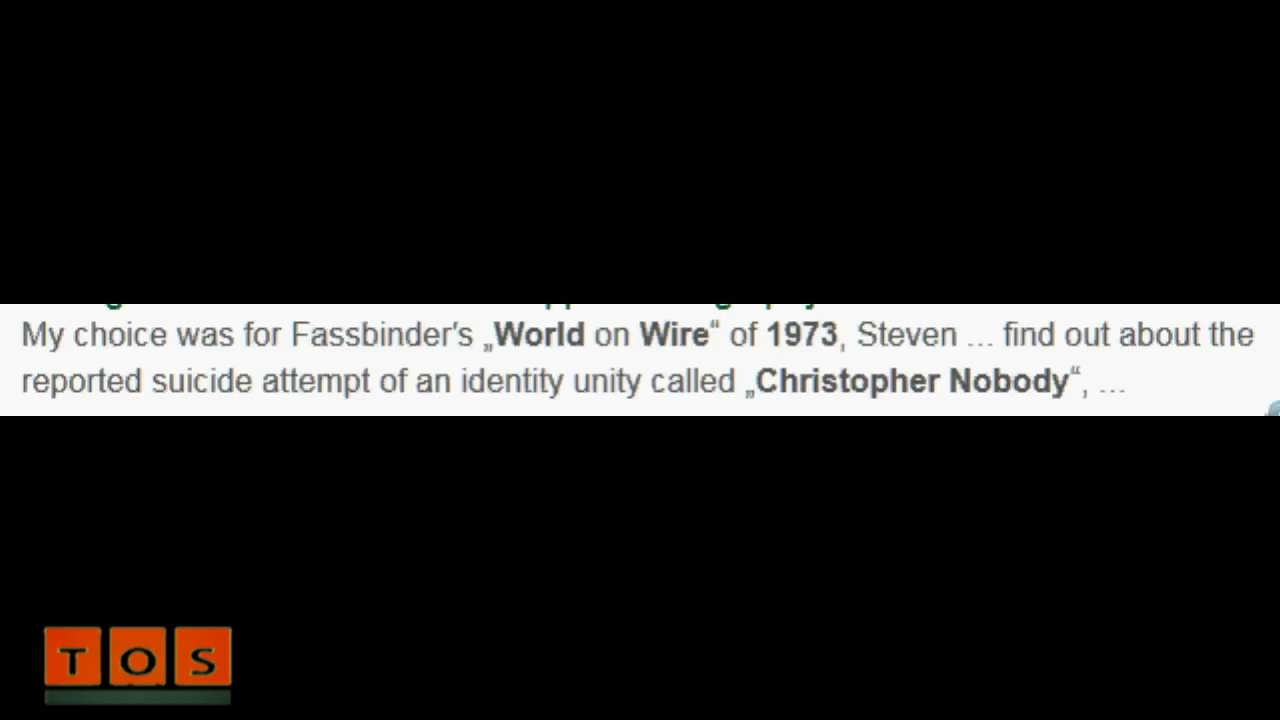 My choice was for Fassbinder's „World on Wire“ of 1973, Steven ... find out about the
reported suicide attempt of an identity unity called „Christopher Nobody“, ...
TOS